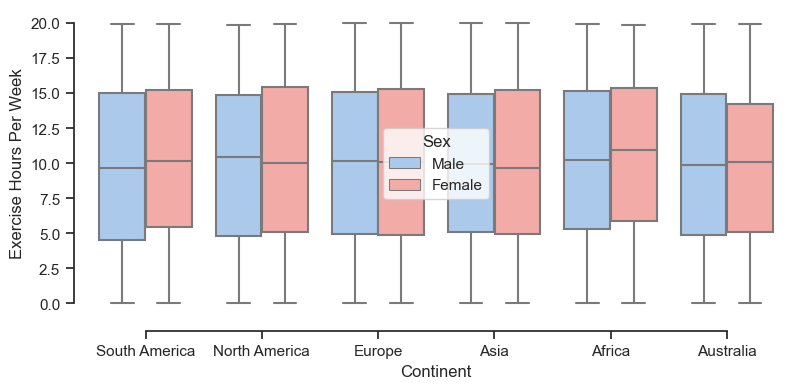 Exercise Hours Per Week
20.0
17.5
15.0
12.5
10.0
7.5
5.0
2.5
0.0
Sex
Male
Female
South America North America Europe Asia Africa Australia
Continent